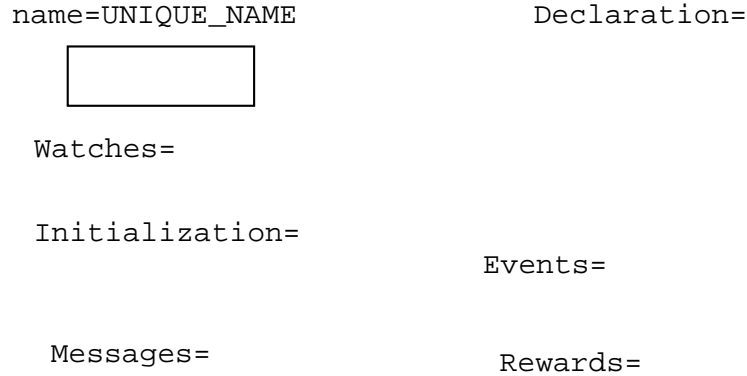 name=UNIQUE_NAME
Declaration=
Watches=
Initialization=
Events=
Messages=
Rewards=